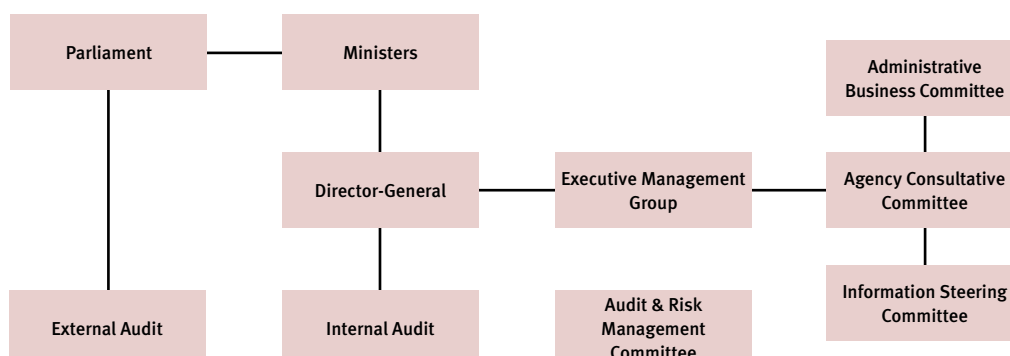 Parliament
Ministers
Administrative
Business Committee
Director-General
Executive Management
Group
Agency Consultative
Committee
External Audit
Internal Audit
Audit & Risk
Management
Committee
Information Steering
Committee